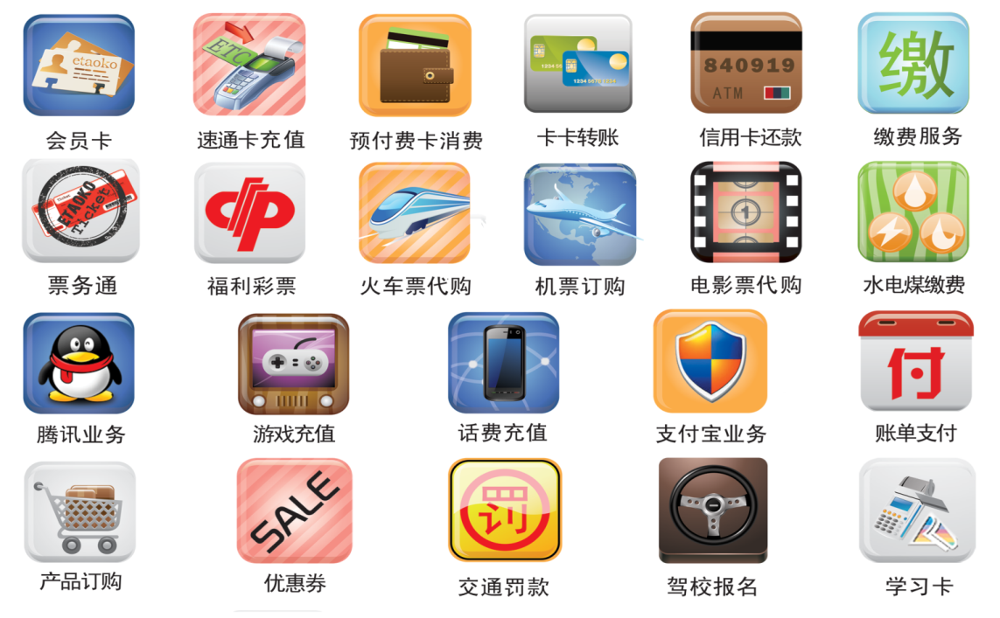 etaoko
ETC
840919
ATM
缴
会员卡
速通卡充值
预付费卡消费
卡卡转账
信用卡还款
缴费服务
ETAOKO
Ticket
1
票务通
福利彩票
火车票代购
机票订购
电影票代购
水电煤缴费
付
腾讯业务
游戏充值
话费充值
支付宝业务
账单支付
SALE
罚
产品订购
优惠券
交通罚款
驾校报名
学习卡